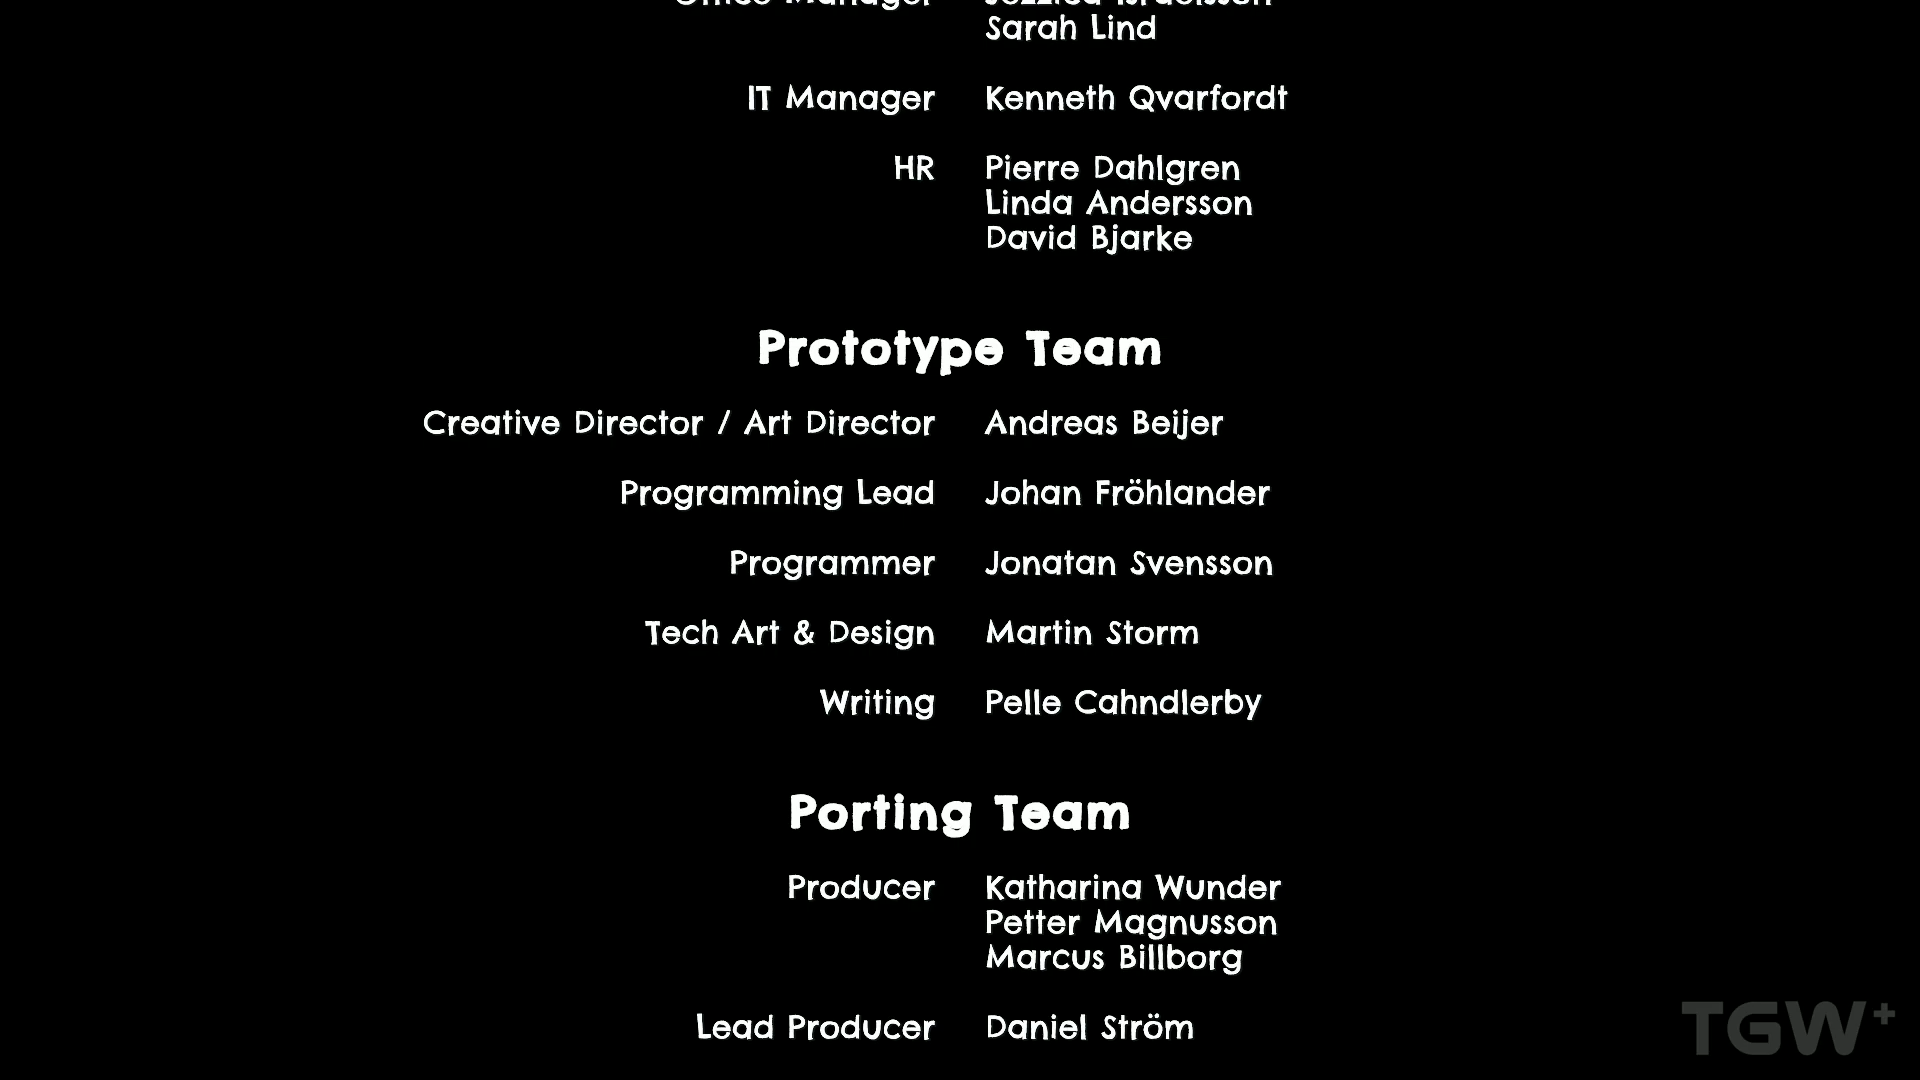 Office Manager
Sarah Lind
IT Manager Kenneth Qvarfordt
HR Pierre Dahlgren
Linda Andersson
David Bjarke
Prototype Team
Creative Director / Art Director Andreas Beijer
Programming Lead Johan Fröhlander
Programmer Jonatan Svensson
Tech Art & Design Martin Storm
Writing Pelle Cahndlerby
Porting Team
Producer Katharina Wunder
Petter Magnusson
Marcus Billborg
Lead Producer Daniel Ström
TGW+